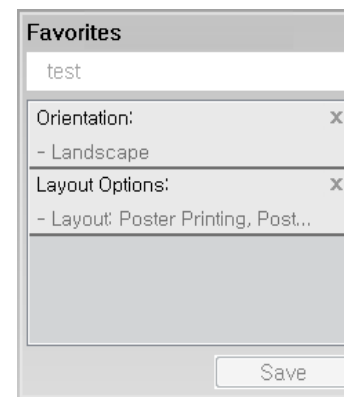 Favorites
test
Orientation: x
- Landscape
Layout Options: x
- Layout: Poster Printing, Post...
Save